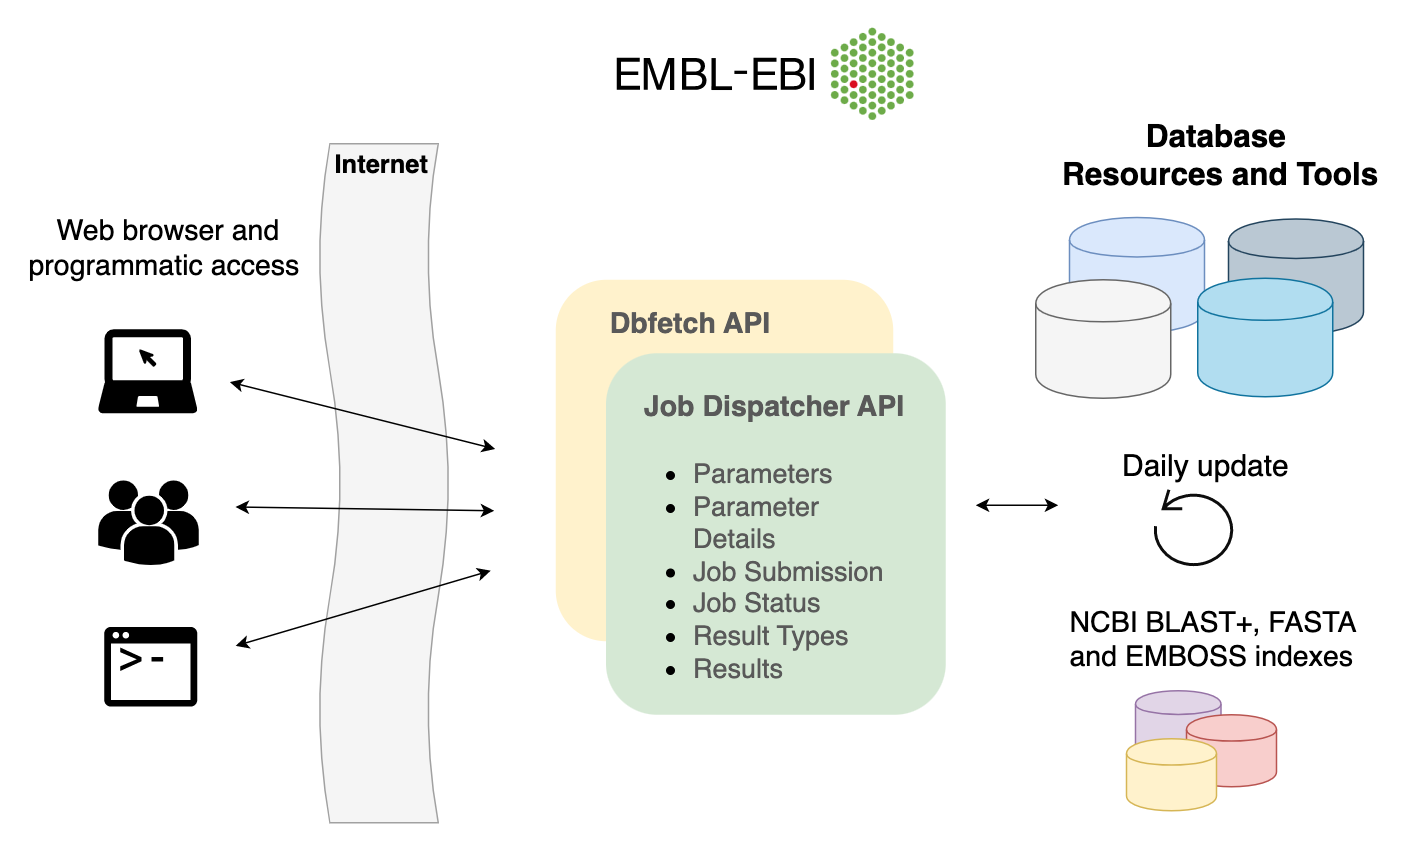 EMBL-EBI
Internet
Web browser and
programmatic access
>-
Dbfetch API
Job Dispatcher API
• Parameters
• Parameter
Details
• Job Submission
• Job Status
• Result Types
• Results
Database
Resources and Tools
Daily update
NCBI BLAST+, FASTA
and EMBOSS indexes